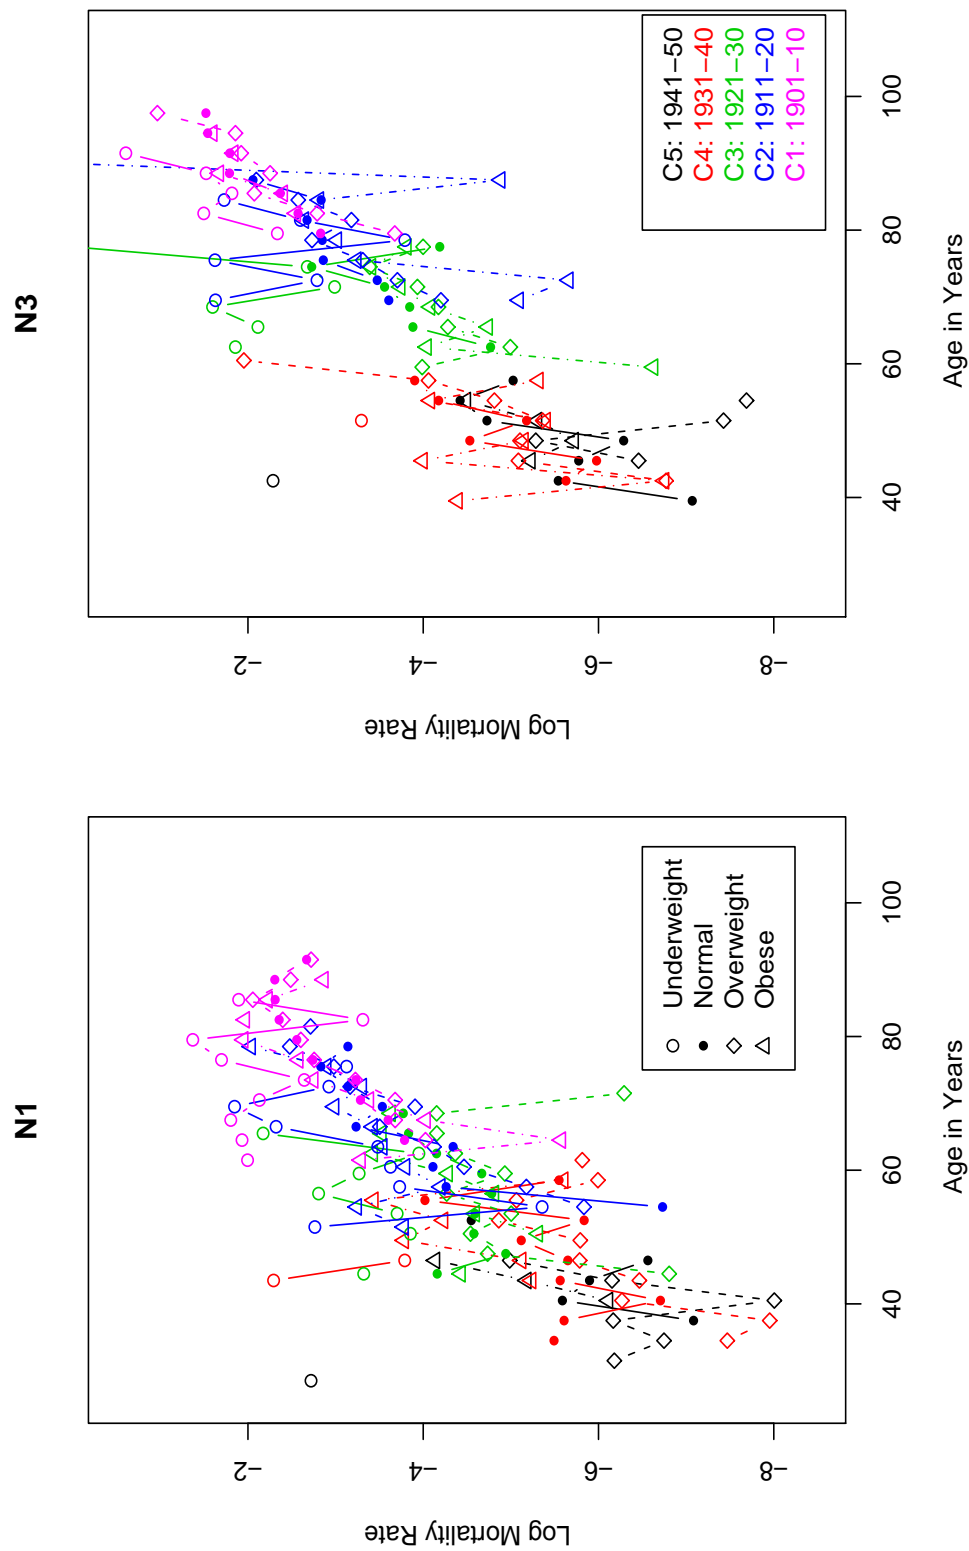 N1
Log Mortality Rate
−2
−4
−6
−8
40
60
80
100
Age in Years
Underweight
Normal
Overweight
Obese
N3
Log Mortality Rate
−2
−4
−6
−8
40
60
80
100
Age in Years
C5: 1941−50
C4: 1931−40
C3: 1921−30
C2: 1911−20
C1: 1901−10